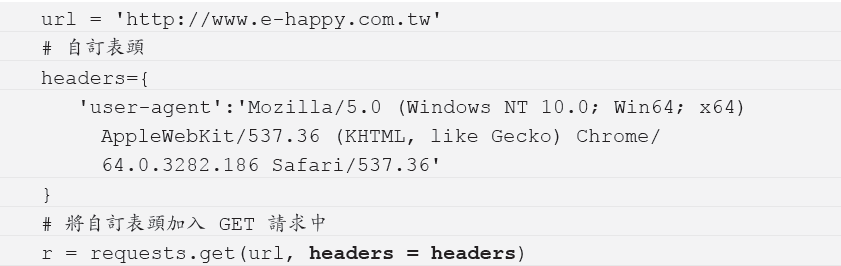 url = 'http://www.e-happy.com.tw'
# 自訂表頭
headers={
'user-agent':'Mozilla/5.0 (Windows NT 10.0; Win64; x64)
AppleWebKit/537.36 (KHTML, like Gecko) Chrome/
64.0.3282.186 Safari/537.36'
}
# 將自訂表頭加入 GET 請求中
r = requests.get(url, headers = headers)